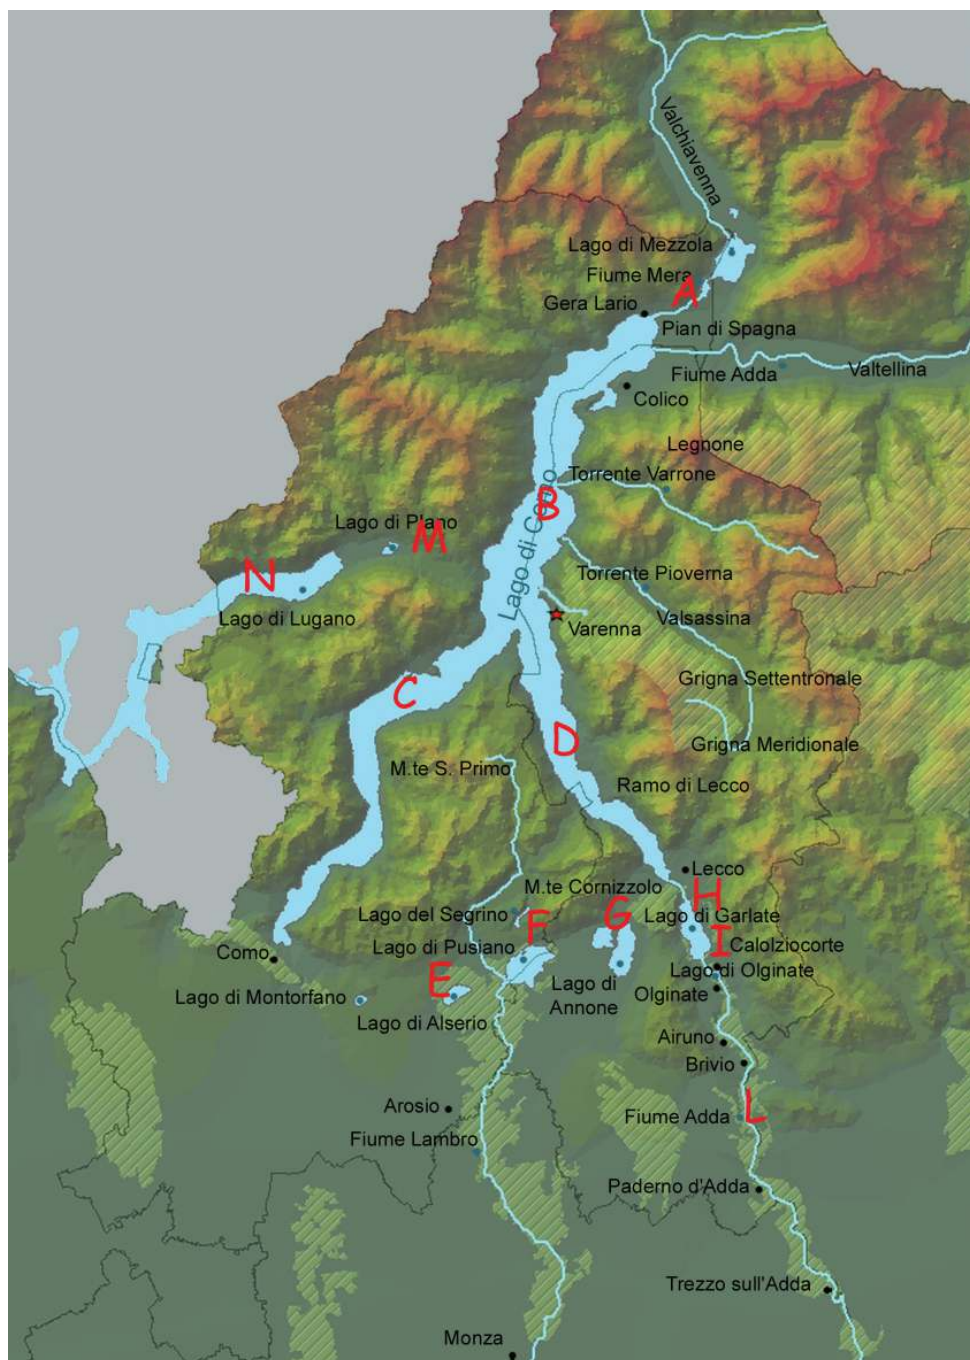 Valchiavenna
Lago di Mezzola
Fiume Mera
A
Gera Lario
Pian di Spagna
Fiume Adda
Valtellina
Colico
Legnone
Torrente Varrone
B
Lago di Como
Lago di Piano
M
N
Torrente Pioverna
Lago di Lugano
Valsassina
Varenna
Grigna Settentronale
C
D
Grigna Meridionale
M.te S. Primo
Ramo di Lecco
Lecco
M.te Cornizzolo
H
Lago del Segrino
G
Lago di Garlate
F
I
Calolziocorte
Lago di Pusiano
Como
Lago di Olginate
E
Lago di
Annone
Olginate
Lago di Montorfano
Lago di Alserio
Airuno
Brivio
Arosio
L
Fiume Adda
Fiume Lambro
Paderno d'Adda
Trezzo sull'Adda
Monza